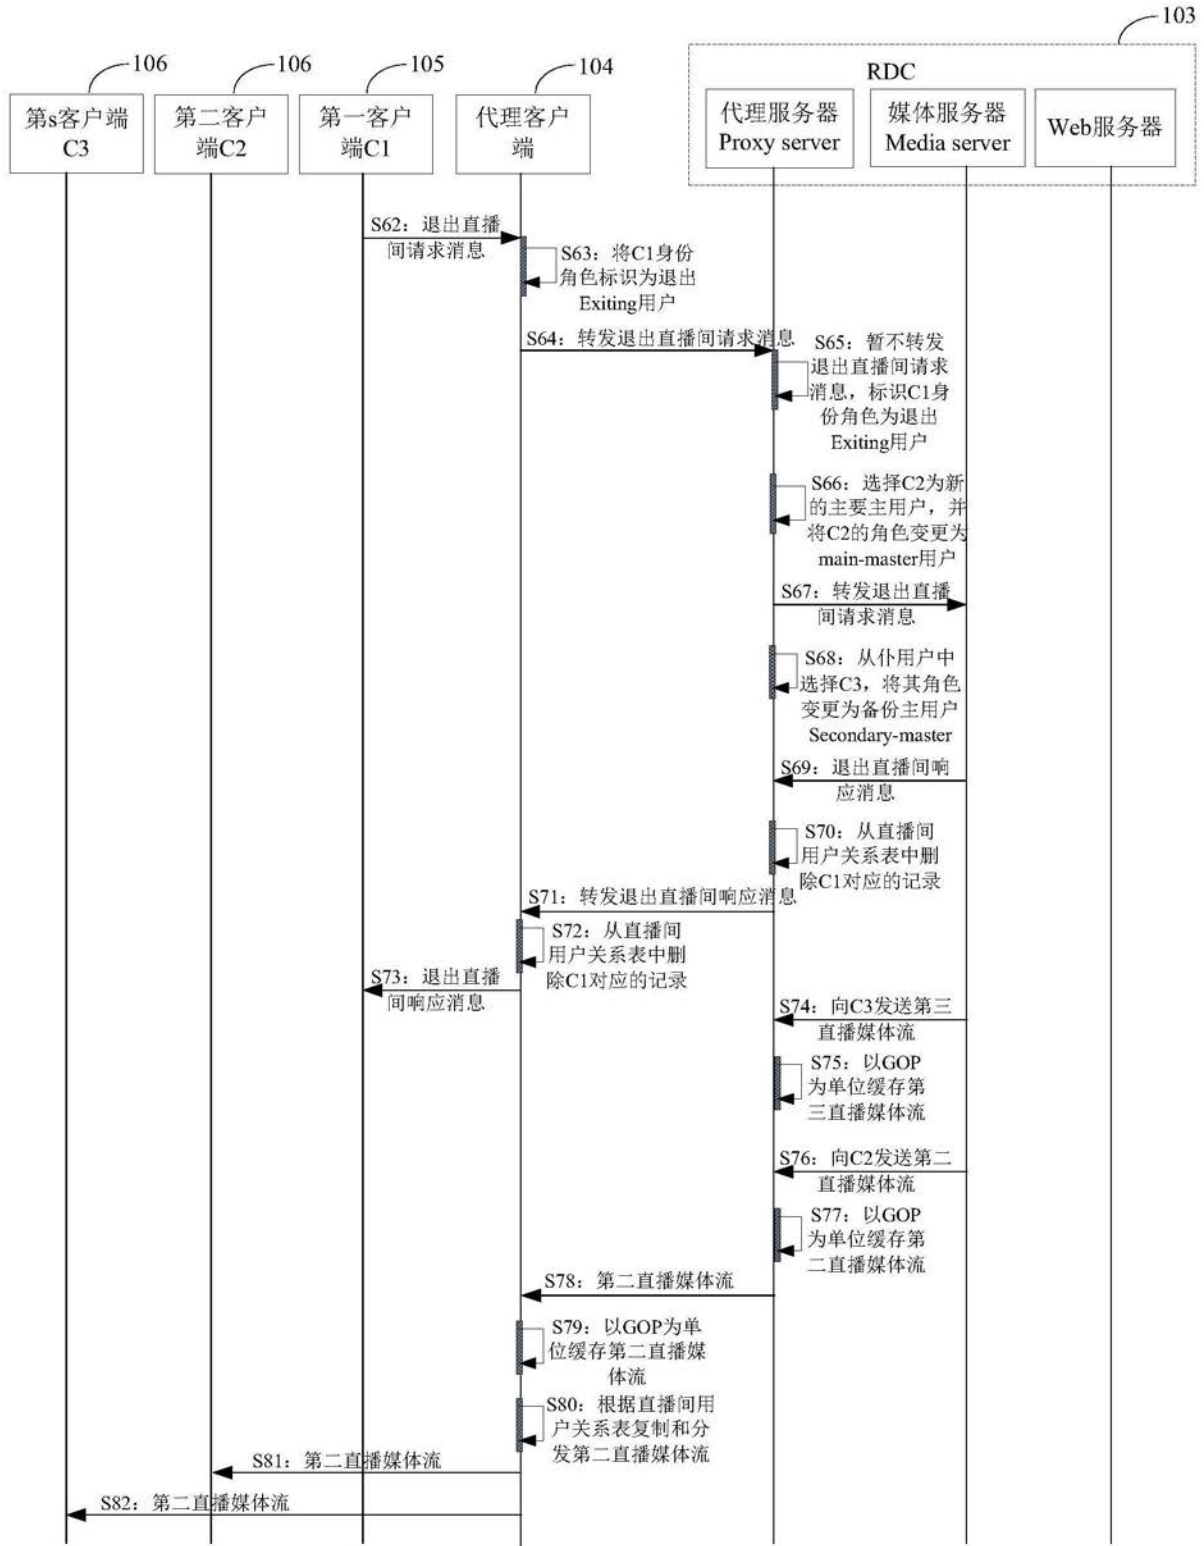 103
106
106
105
104
RDC
第s客户端
C3
第二客户
端C2
第一客户
端C1
代理客户
端
代理服务器
Proxy server
媒体服务器
Media server
Web服务器
S62：退出直播
间请求消息
S63：将C1身份
角色标识为退出
Exiting用户
S64：转发退出直播间请求消息
S65：暂不转发
退出直播间请求
消息，标识C1身
份角色为退出
Exiting用户
S66：选择C2为新
的主要主用户，并
将C2的角色变更为
main-master用户
S67：转发退出直播
间请求消息
S68：从仆用户中
选择C3，将其角色
变更为备份主用户
Secondary-master
S69：退出直播间响
应消息
S70：从直播间
用户关系表中删
除C1对应的记录
S71：转发退出直播间响应消息
S72：从直播间
用户关系表中删
除C1对应的记录
S73：退出直播
间响应消息
S74：向C3发送第三
直播媒体流
S75：以GOP
为单位缓存第
三直播媒体流
S76：向C2发送第二
直播媒体流
S77：以GOP
为单位缓存第
二直播媒体流
S78：第二直播媒体流
S79：以GOP为单
位缓存第二直播媒
体流
S80：根据直播间用
户关系表复制和分
发第二直播媒体流
S81：第二直播媒体流
S82：第二直播媒体流